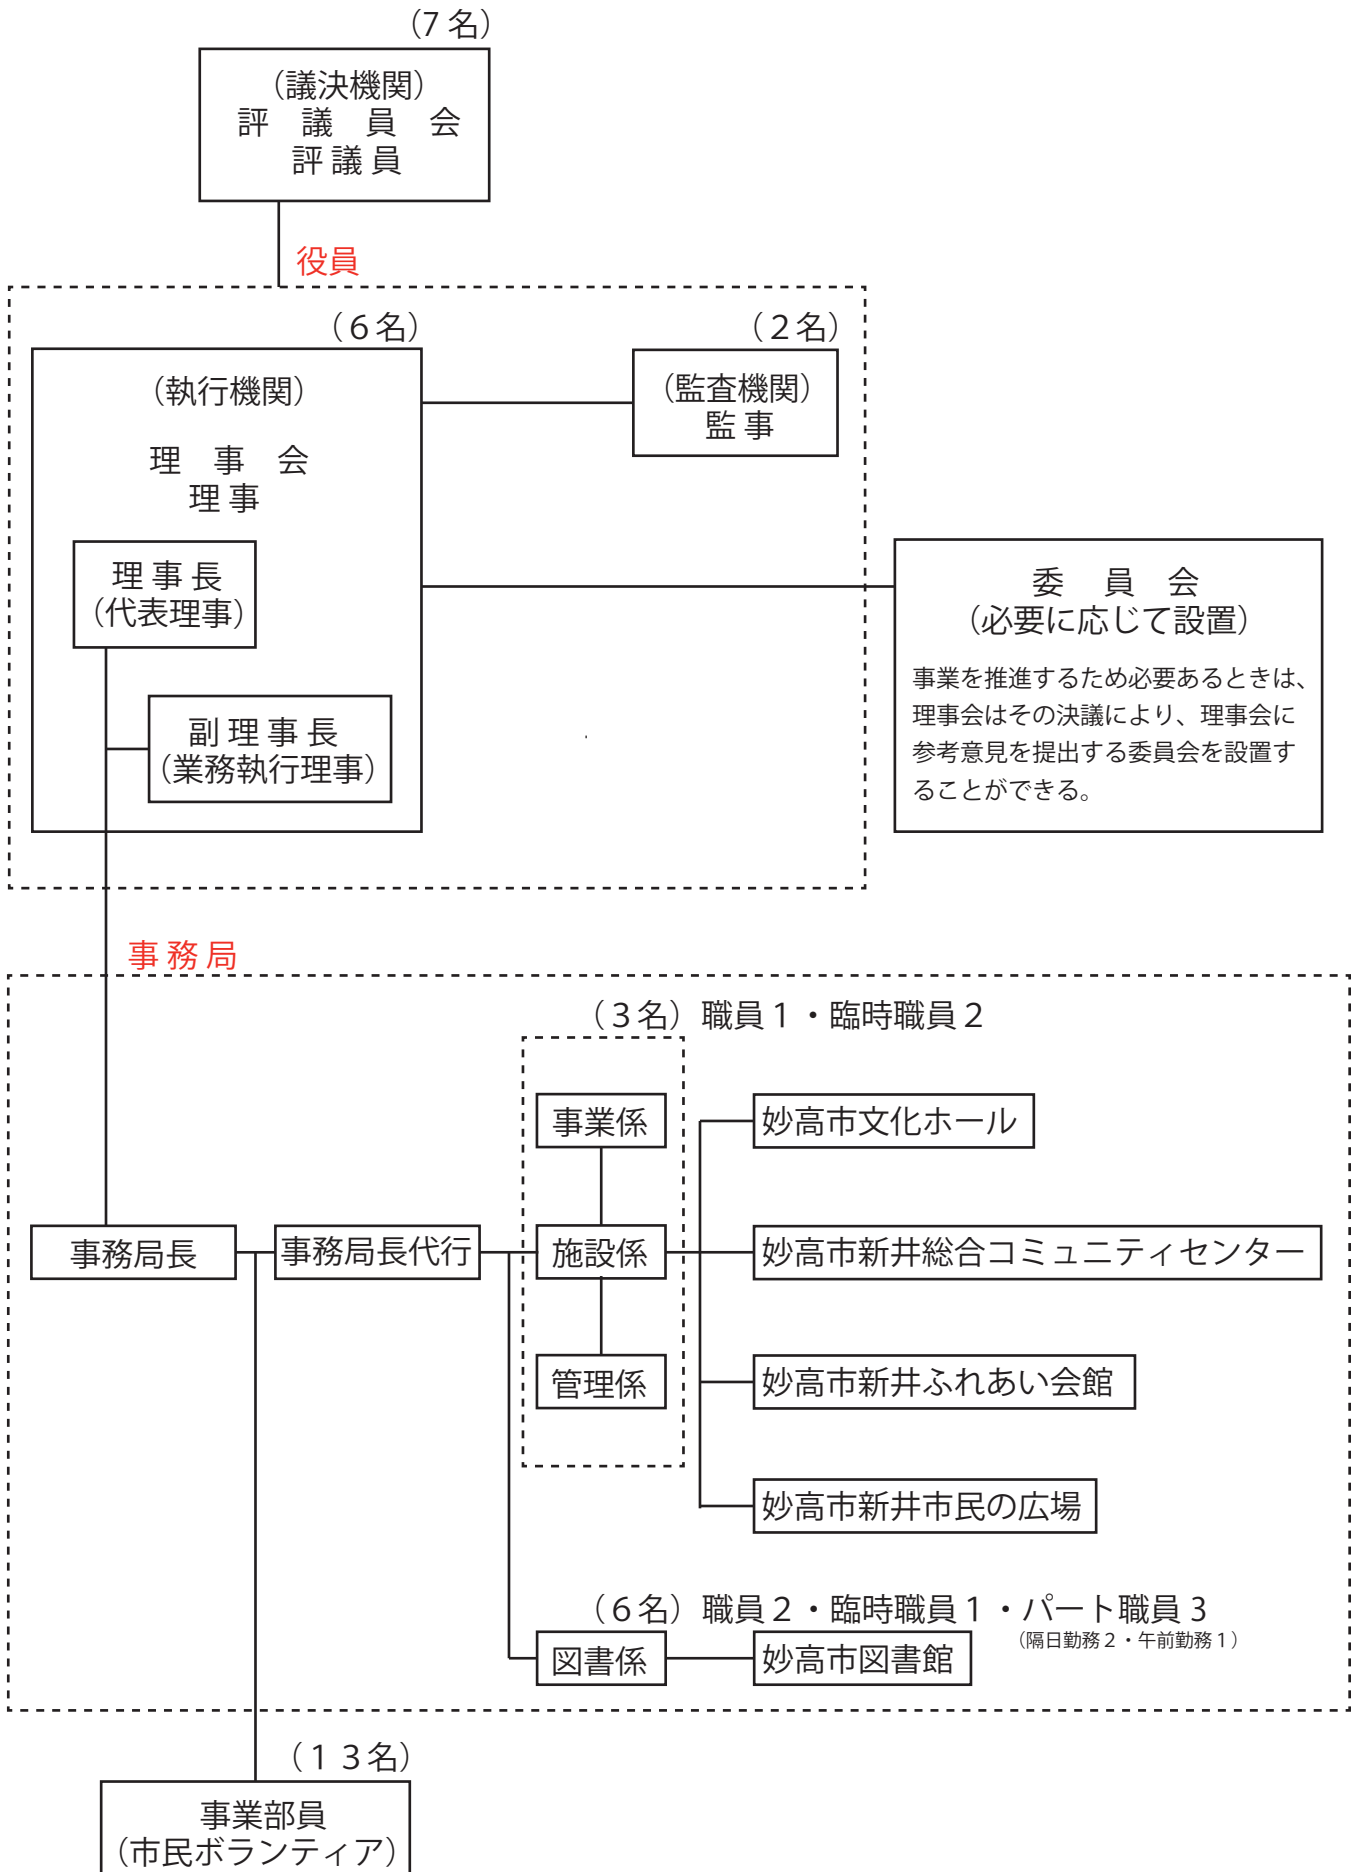 （7 名）
（議決機関）
評　議　員　会
評 議 員
役員
（６名）
（２名）
（執行機関）
理　事　会
理 事
（監査機関）
監 事
理 事 長
（代表理事）
副 理 事 長
（業務執行理事）
委　員　会
（必要に応じて設置）
事業を推進するため必要あるときは、
理事会はその決議により、理事会に
参考意見を提出する委員会を設置す
ることができる。
事 務 局
（３名）職員１・臨時職員２
事業係
妙高市文化ホール
事務局長
事務局長代行
施設係
妙高市新井総合コミュニティセンター
管理係
妙高市新井ふれあい会館
妙高市新井市民の広場
（６名）職員２・臨時職員１・パート職員 3
（隔日勤務２・午前勤務１）
図書係
妙高市図書館
（１３名）
事業部員
（市民ボランティア）